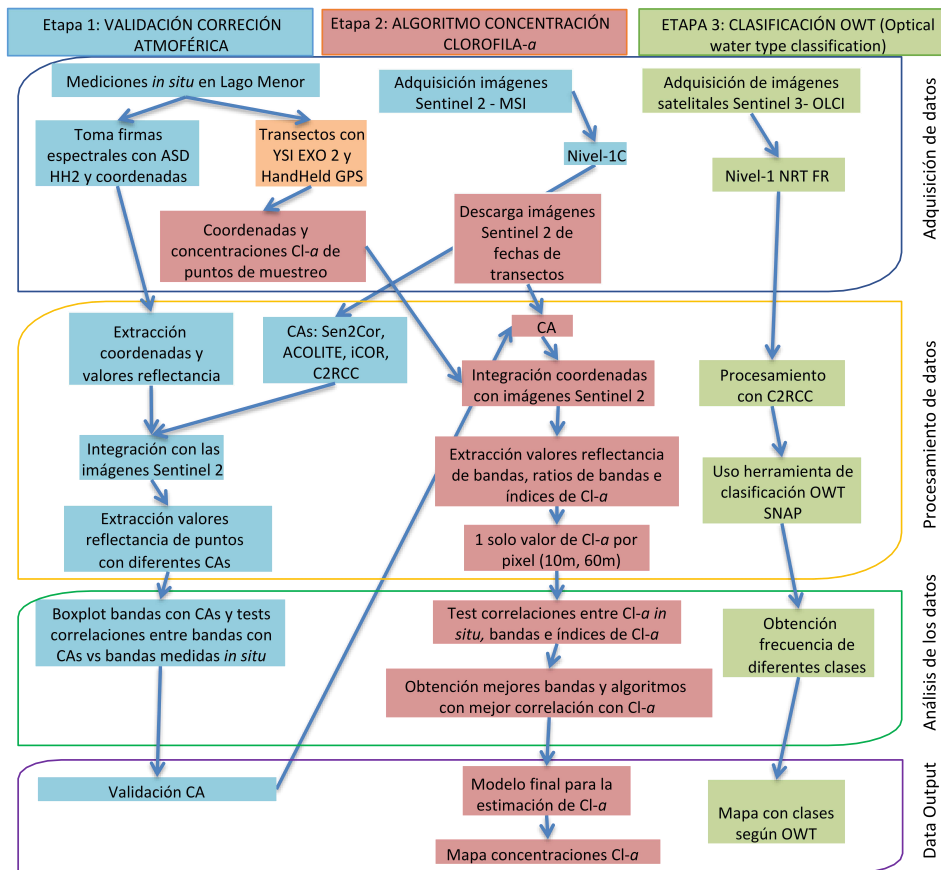 Etapa 1: VALIDACIÓN CORRECIÓN
ATMOFÉRICA
Etapa 2: ALGORITMO CONCENTRACIÓN
CLOROFILA-a
ETAPA 3: CLASIFICACIÓN OWT (Optical
water type classification)
Mediciones in situ en Lago Menor
Adquisición imágenes
Sentinel 2 - MSI
Adquisición de imágenes
satelitales Sentinel 3- OLCI
Toma firmas
espectrales con ASD
HH2 y coordenadas
Transectos con
YSI EXO 2 y
HandHeld GPS
Nivel-1C
Nivel-1 NRT FR
Coordenadas y
concentraciones Cl-a de
puntos de muestreo
Descarga imágenes
Sentinel 2 de
fechas de
transectos
Adquisición de datos
Extracción
coordenadas y
valores reflectancia
CAs: Sen2Cor,
ACOLITE, iCOR,
C2RCC
CA
Integración coordenadas
con imágenes Sentinel 2
Procesamiento
con C2RCC
Integración con las
imágenes Sentinel 2
Extracción valores reflectancia
de bandas, ratios de bandas e
índices de Cl-a
Uso herramienta de
clasificación OWT
SNAP
Extracción valores
reflectancia de puntos
con diferentes CAs
1 solo valor de Cl-a por
pixel (10m, 60m)
Procesamiento de datos
Boxplot bandas con CAs y tests
correlaciones entre bandas con
CAs vs bandas medidas in situ
Test correlaciones entre Cl-a in
situ, bandas e índices de Cl-a
Obtención
frecuencia de
diferentes clases
Obtención mejores bandas y algoritmos
con mejor correlación con Cl-a
Análisis de los datos
Validación CA
Modelo final para la
estimación de Cl-a
Mapa con clases
según OWT
Mapa concentraciones Cl-a
Data Output